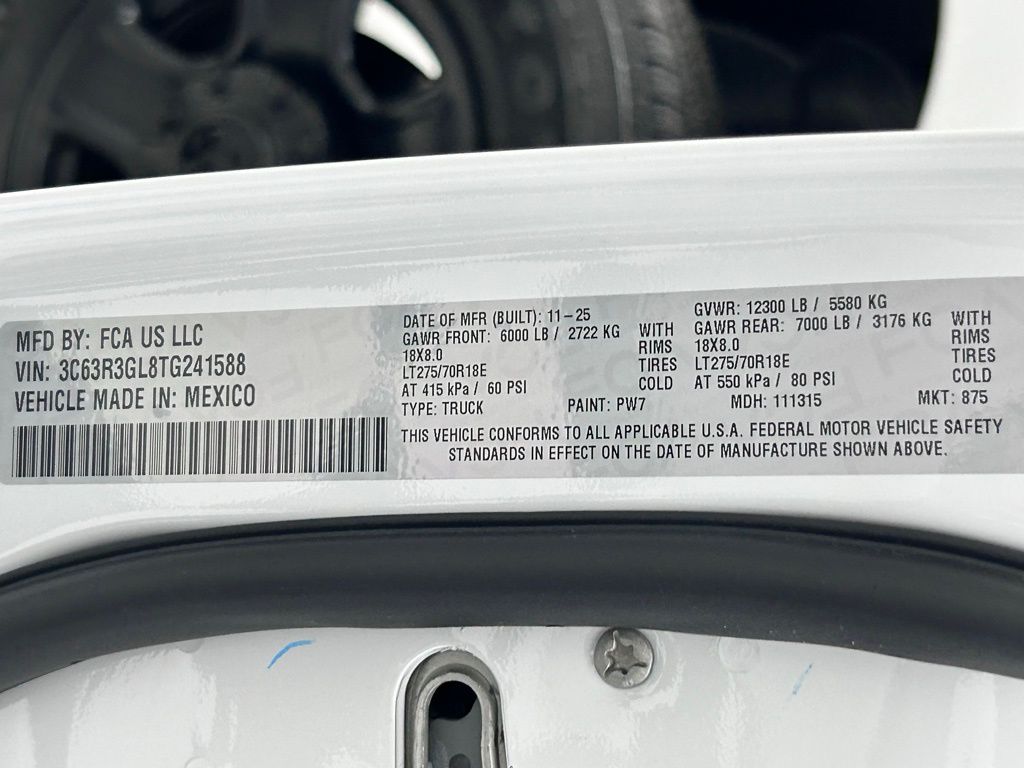 MFD BY: FCA US LLC
VIN: 3C63R3GL8TG241588
VEHICLE MADE IN: MEXICO
DATE OF MFR (BUILT): 11-25
GAWR FRONT: 6000 LB / 2722 KG WITH
18X8.0 RIMS
LT275/70R18E TIRES
AT 415 kPa / 60 PSI COLD
TYPE: TRUCK
GVWR: 12300 LB / 5580 KG
GAWR REAR: 7000 LB / 3176 KG WITH
18X8.0 RIMS
LT275/70R18E TIRES
AT 550 kPa / 80 PSI COLD
PAINT: PW7 MDH: 111315 MKT: 875
THIS VEHICLE CONFORMS TO ALL APPLICABLE U.S.A. FEDERAL MOTOR VEHICLE SAFETY
STANDARDS IN EFFECT ON THE DATE OF MANUFACTURE SHOWN ABOVE.